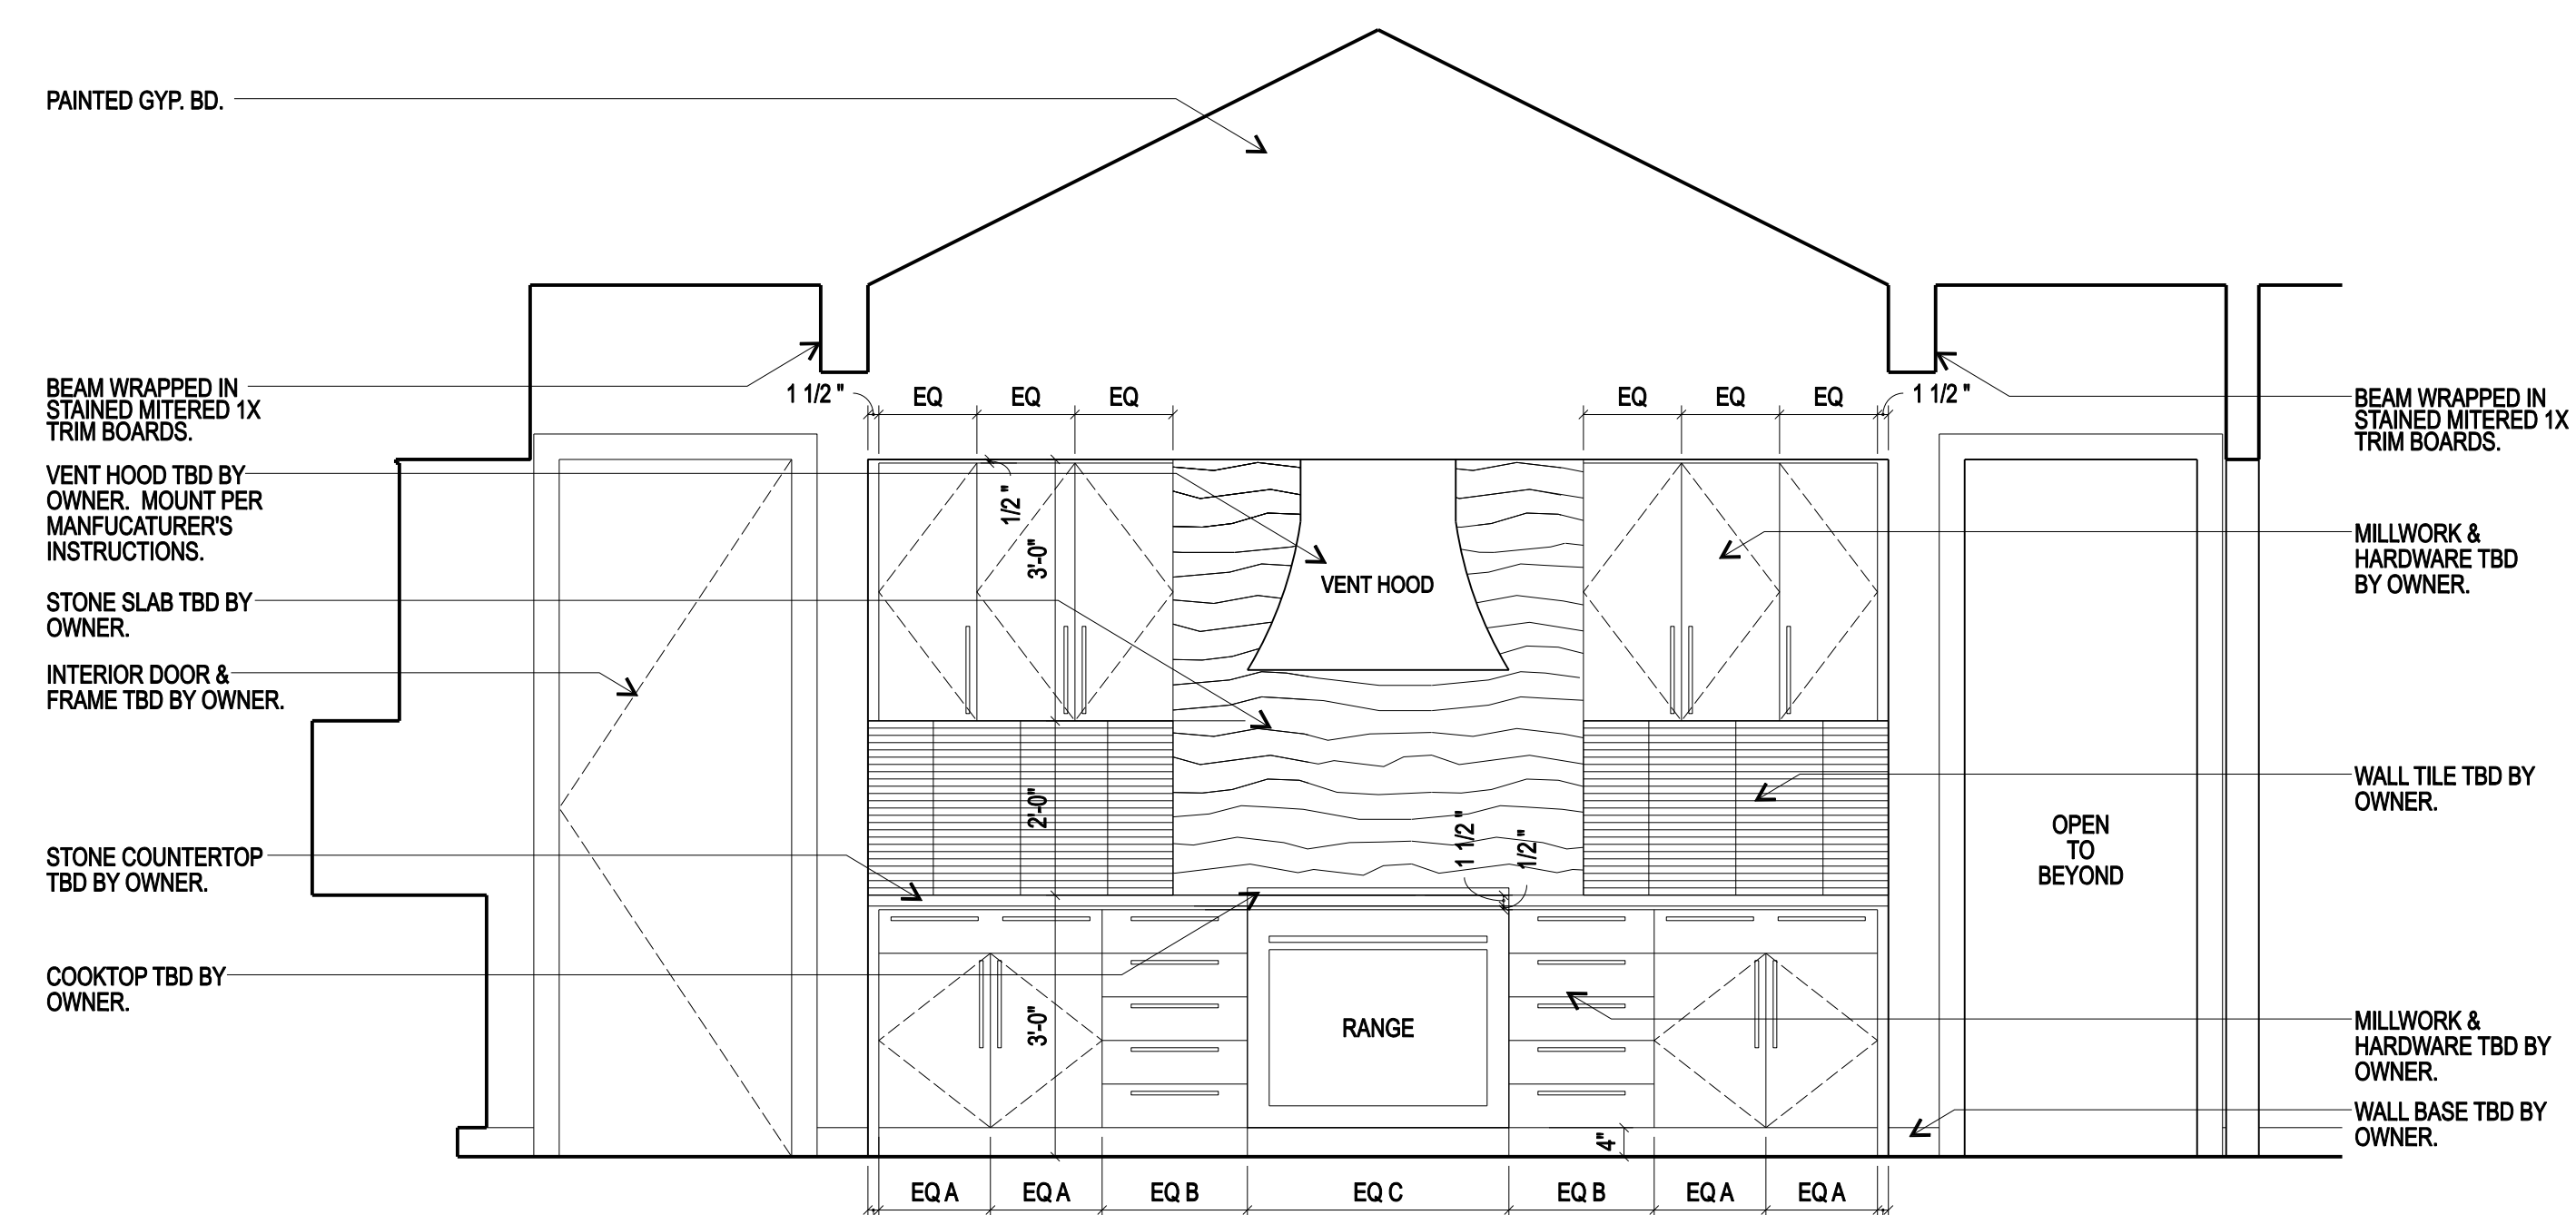 PAINTED GYP. BD.
BEAM WRAPPED IN
STAINED MITERED 1X
TRIM BOARDS.
VENT HOOD TBD BY
OWNER. MOUNT PER
MANFUCATURER'S
INSTRUCTIONS.
STONE SLAB TBD BY
OWNER.
INTERIOR DOOR &
FRAME TBD BY OWNER.
STONE COUNTERTOP
TBD BY OWNER.
COOKTOP TBD BY
OWNER.
1 1/2 "
EQ
EQ
EQ
EQ
EQ
EQ
1 1/2 "
1/2 "
3'-0"
VENT HOOD
2'-0"
1 1/2 "
1/2 "
3'-0"
RANGE
4"
EQ A
EQ A
EQ B
EQ C
EQ B
EQ A
EQ A
OPEN
TO
BEYOND
BEAM WRAPPED IN
STAINED MITERED 1X
TRIM BOARDS.
MILLWORK &
HARDWARE TBD
BY OWNER.
WALL TILE TBD BY
OWNER.
MILLWORK &
HARDWARE TBD BY
OWNER.
WALL BASE TBD BY
OWNER.